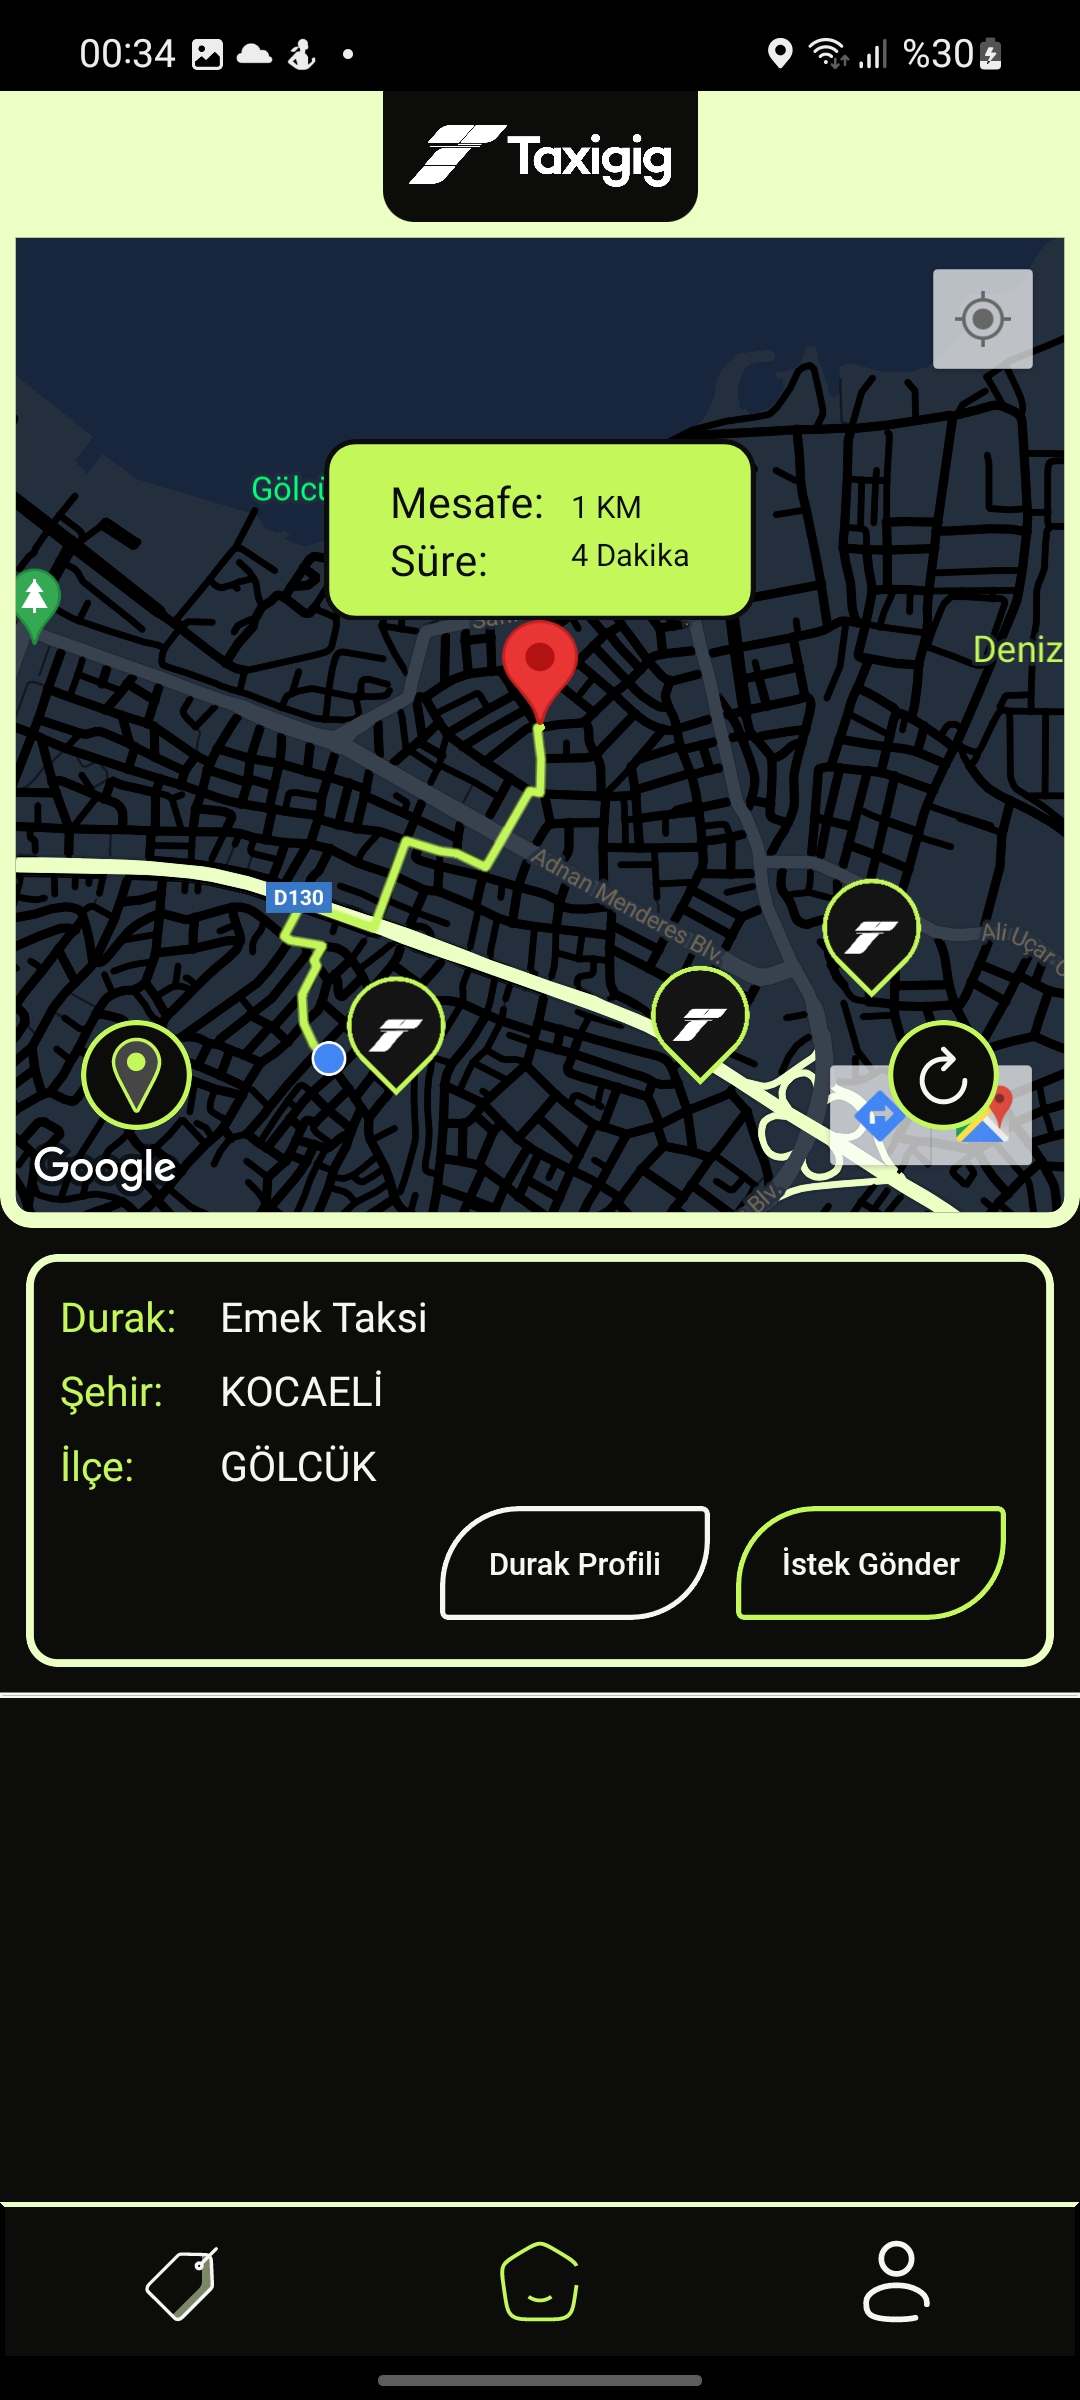 00:34
%30
Taxigig
Gölcü
Mesafe: 1 KM
Süre: 4 Dakika
Deniz
D130
Adnan Menderes Blv.
Ali Uçar
Blv.
Google
Durak: Emek Taksi
Şehir: KOCAELİ
İlçe: GÖLCÜK
Durak Profili
İstek Gönder